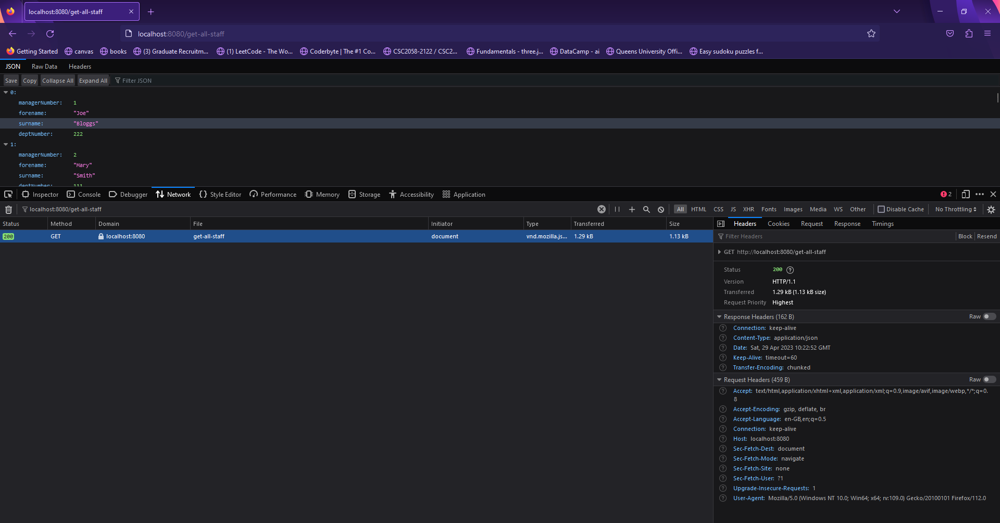 localhost:8080/get-all-staff
localhost:8080/get-all-staff
Getting Started canvas books (3) Graduate Recruitm... (1) LeetCode - The Wo... Coderbyte | The #1 Co... CSC2058-2122 / CSC2... Fundamentals - three.j... DataCamp - ai Queens University Offi... Easy sudoku puzzles f...
JSON Raw Data Headers
Save Copy Collapse All Expand All Filter JSON
0:
managerNumber: 1
forename: "Joe"
surname: "Bloggs"
deptNumber: 222
1:
managerNumber: 2
forename: "Mary"
surname: "Smith"
deptNumber: 111
Inspector Console Debugger Network Style Editor Performance Memory Storage Accessibility Application 2
localhost:8080/get-all-staff All HTML CSS JS XHR Fonts Images Media WS Other Disable Cache No Throttling
Status Method Domain File Initiator Type Transferred Size
200 GET localhost:8080 get-all-staff document vnd.mozilla.js... 1.29 kB 1.13 kB
Headers Cookies Request Response Timings
Filter Headers Block Resend
GET http://localhost:8080/get-all-staff
Status 200
Version HTTP/1.1
Transferred 1.29 kB (1.13 kB size)
Request Priority Highest
Response Headers (162 B) Raw
Connection: keep-alive
Content-Type: application/json
Date: Sat, 29 Apr 2023 10:22:52 GMT
Keep-Alive: timeout=60
Transfer-Encoding: chunked
Request Headers (459 B) Raw
Accept: text/html,application/xhtml+xml,application/xml;q=0.9,image/avif,image/webp,*/*;q=0.
8
Accept-Encoding: gzip, deflate, br
Accept-Language: en-GB,en;q=0.5
Connection: keep-alive
Host: localhost:8080
Sec-Fetch-Dest: document
Sec-Fetch-Mode: navigate
Sec-Fetch-Site: none
Sec-Fetch-User: ?1
Upgrade-Insecure-Requests: 1
User-Agent: Mozilla/5.0 (Windows NT 10.0; Win64; x64; rv:109.0) Gecko/20100101 Firefox/112.0